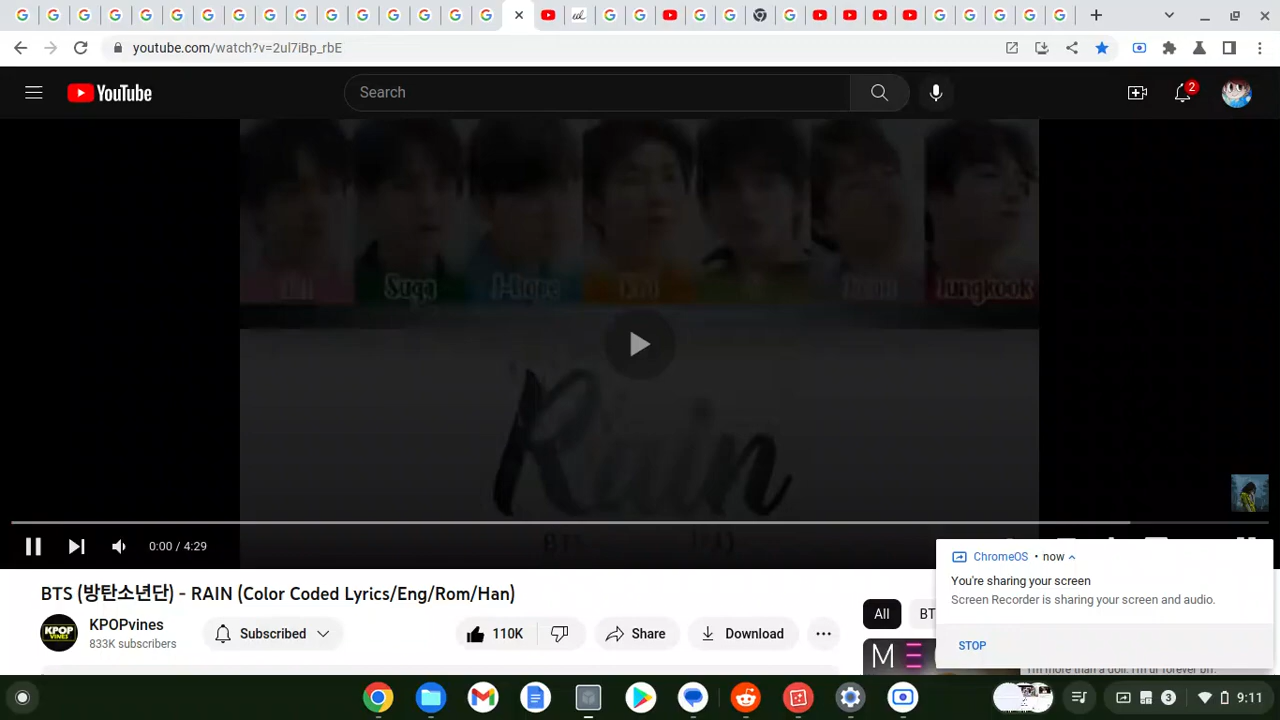 youtube.com/watch?v=2ul7iBp_rbE
YouTube
Search
2
Suga
Jungkook
Rain
0:00 / 4:29
ChromeOS • now
You're sharing your screen
Screen Recorder is sharing your screen and audio.
STOP
BTS (방탄소년단) - RAIN (Color Coded Lyrics/Eng/Rom/Han)
KPOPvines
833K subscribers
Subscribed
110K
Share
Download
All
BT
KPOP
VINES
3
9:11